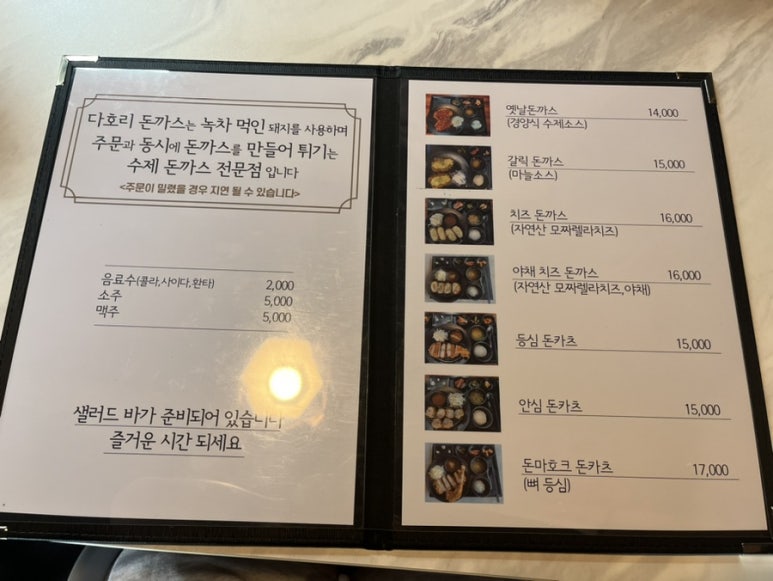 다호리 돈까스는 녹차 먹인 돼지를 사용하며
주문과 동시에 돈까스를 만들어 튀기는
수제 돈까스 전문점 입니다
<주문이 밀렸을 경우 지연 될 수 있습니다>
음료수(콜라,사이다,환타) 2,000
소주 5,000
맥주 5,000
샐러드 바가 준비되어 있습니다
즐거운 시간 되세요
옛날돈까스 14,000
(경양식 수제소스)
갈릭 돈까스 15,000
(마늘소스)
치즈 돈까스 16,000
(자연산 모짜렐라치즈)
야채 치즈 돈까스 16,000
(자연산 모짜렐라치즈,야채)
등심 돈카츠 15,000
안심 돈카츠 15,000
돈마호크 돈카츠 17,000
(뼈 등심)